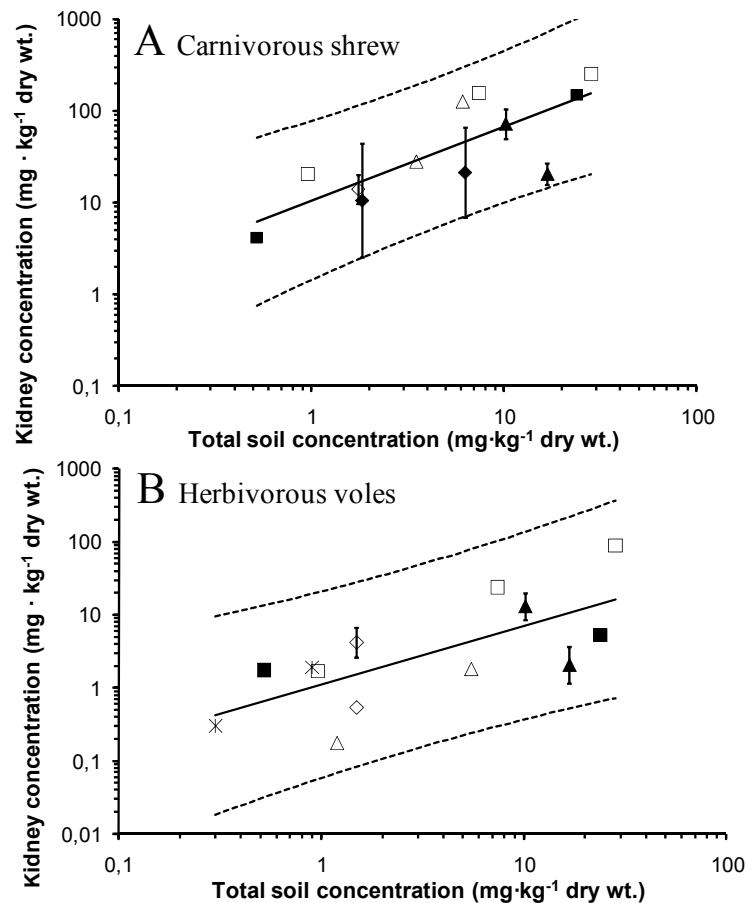 A Carnivorous shrew
Kidney concentration (mg · kg⁻¹ dry wt.)
1000
100
10
1
0,1
0,1 1 10 100
Total soil concentration (mg·kg⁻¹ dry wt.)
B Herbivorous voles
Kidney concentration (mg · kg⁻¹ dry wt.)
1000
100
10
1
0,1
0,01
0,1 1 10 100
Total soil concentration (mg·kg⁻¹ dry wt.)